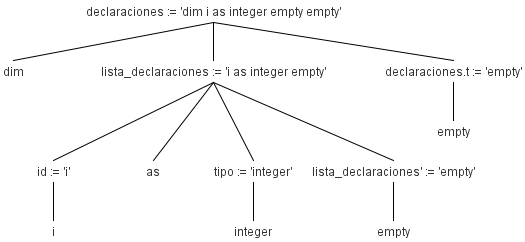 declaraciones := 'dim i as integer empty empty'
dim lista_declaraciones := 'i as integer empty' declaraciones.t := 'empty'
empty
id := 'i' as tipo := 'integer' lista_declaraciones' := 'empty'
i integer empty